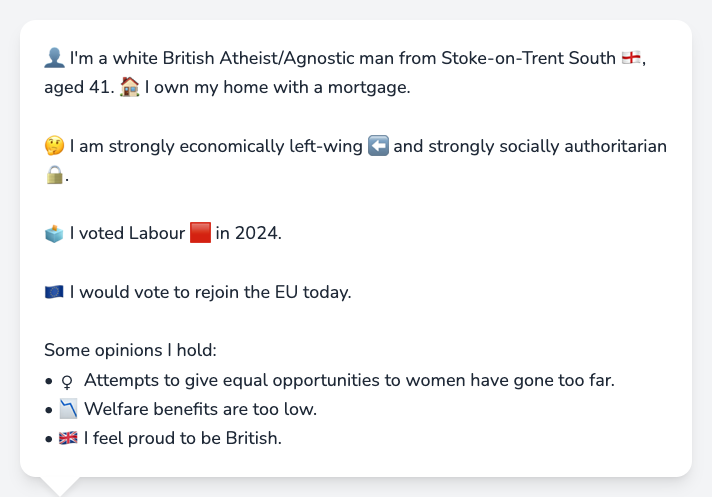 👤 I'm a white British Atheist/Agnostic man from Stoke-on-Trent South 🏴󠁧󠁢󠁥󠁮󠁧󠁿,
aged 41. 🏠 I own my home with a mortgage.
🤔 I am strongly economically left-wing ⬅️ and strongly socially authoritarian
🔒.
🗳️ I voted Labour 🟥 in 2024.
🇪🇺 I would vote to rejoin the EU today.
Some opinions I hold:
• ♀ Attempts to give equal opportunities to women have gone too far.
• 📉 Welfare benefits are too low.
• 🇬🇧 I feel proud to be British.